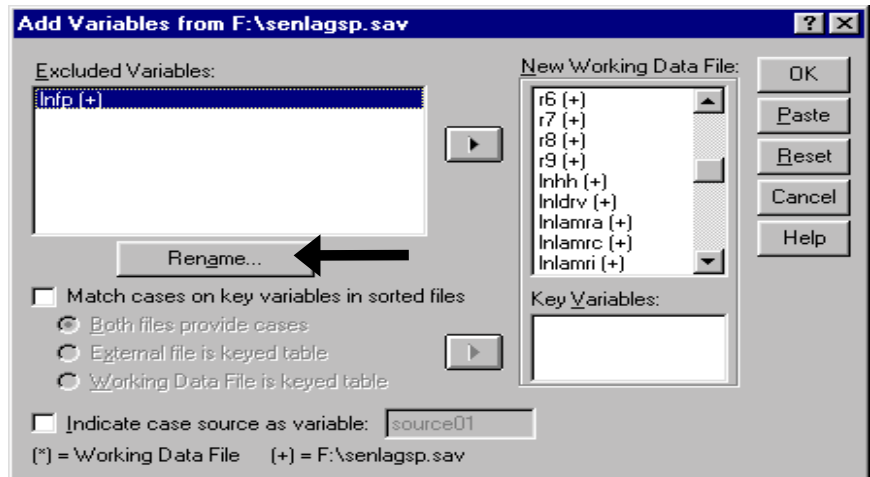 Add Variables from F:\senlagsp.sav
Excluded Variables:
lnfp (+)
Rename...
New Working Data File:
r6 (+)
r7 (+)
r8 (+)
r9 (+)
lnhh (+)
lnldrv (+)
lnlamra (+)
lnlamrc (+)
lnlamri (+)
OK
Paste
Reset
Cancel
Help
Match cases on key variables in sorted files
Both files provide cases
External file is keyed table
Working Data File is keyed table
Key Variables:
Indicate case source as variable: source01
(*) = Working Data File (+) = F:\senlagsp.sav